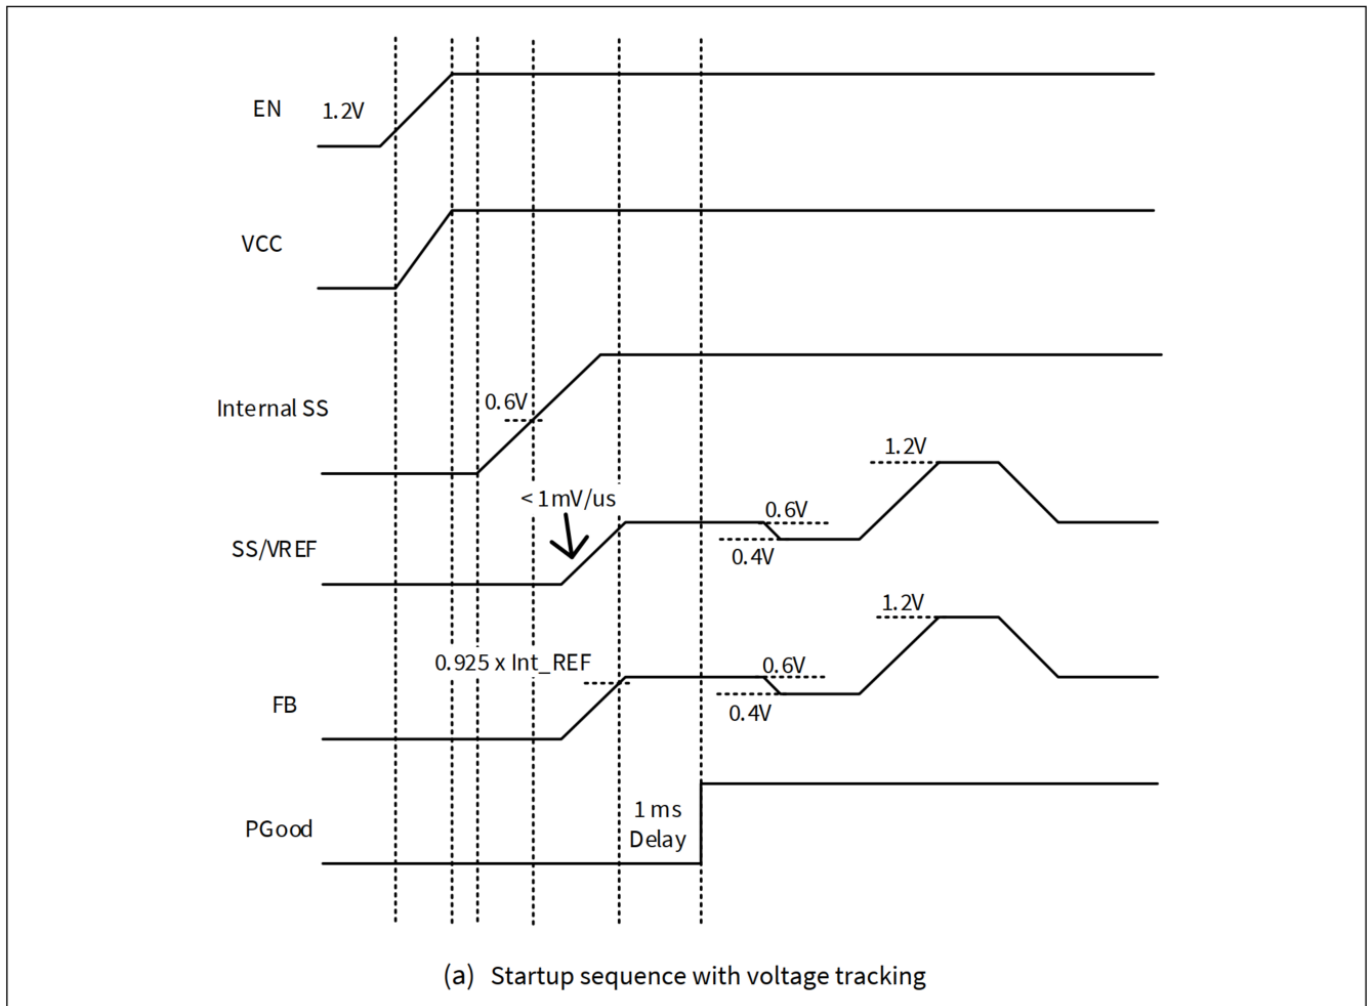 EN 1.2V
VCC
Internal SS 0.6V
1.2V
< 1mV/us
0.6V
SS/VREF
0.4V
1.2V
0.925 x Int_REF
0.6V
FB
0.4V
1 ms
Delay
PGood
(a) Startup sequence with voltage tracking